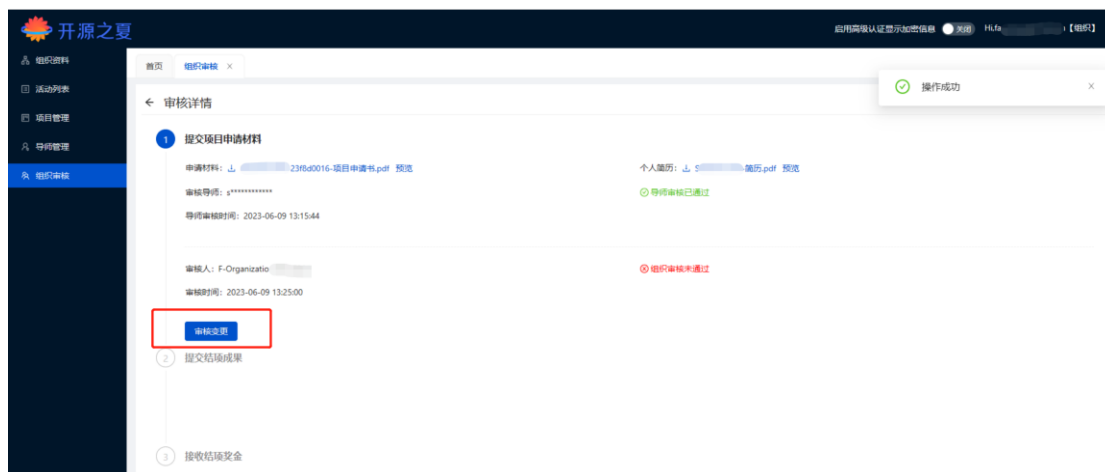 开源之夏
启用高级认证显示加密信息 关闭 Hi,fa 【组织】
组织资料
活动列表
项目管理
导师管理
组织审核
首页 组织审核 ×
操作成功 ×
← 审核详情
1 提交项目申请材料
申请材料: 23f8d0016-项目申请书.pdf 预览 个人简历: S 简历.pdf 预览
审核导师: s************ 导师审核已通过
导师审核时间: 2023-06-09 13:15:44
审核人: F-Organizatio 组织审核未通过
审核时间: 2023-06-09 13:25:00
审核变更
2 提交结项成果
3 接收结项奖金